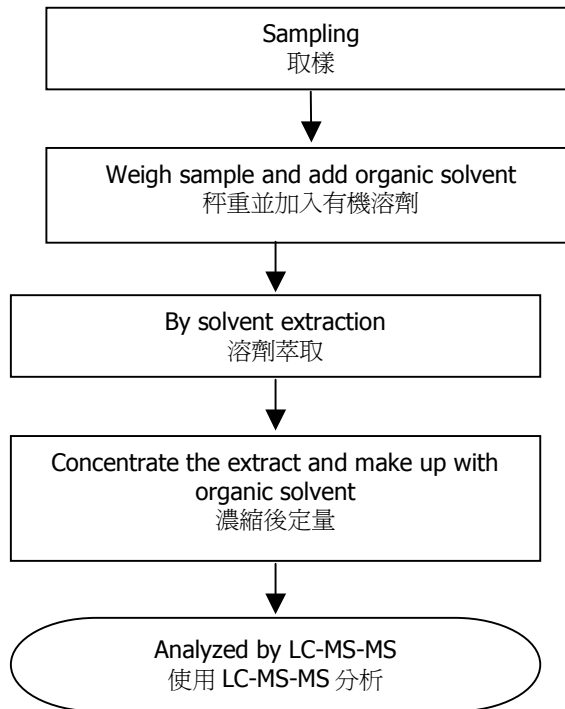 Sampling
取樣
Weigh sample and add organic solvent
秤重並加入有機溶劑
By solvent extraction
溶劑萃取
Concentrate the extract and make up with
organic solvent
濃縮後定量
Analyzed by LC-MS-MS
使用 LC-MS-MS 分析